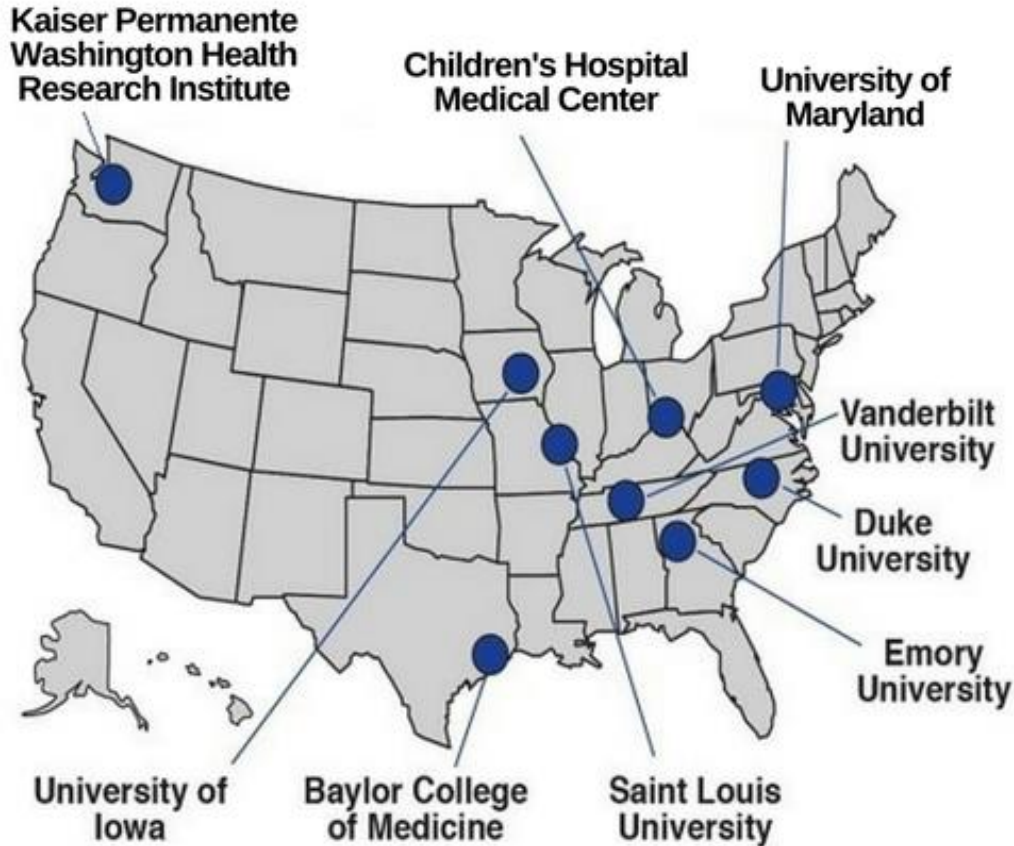 Kaiser Permanente
Washington Health
Research Institute
Children's Hospital
Medical Center
University of
Maryland
Vanderbilt
University
Duke
University
Emory
University
University of
Iowa
Baylor College
of Medicine
Saint Louis
University